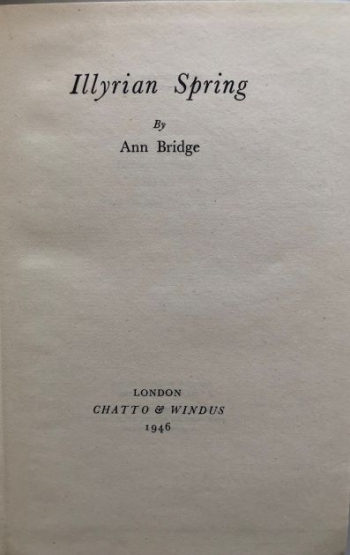 Illyrian Spring
By
Ann Bridge
LONDON
CHATTO & WINDUS
1946